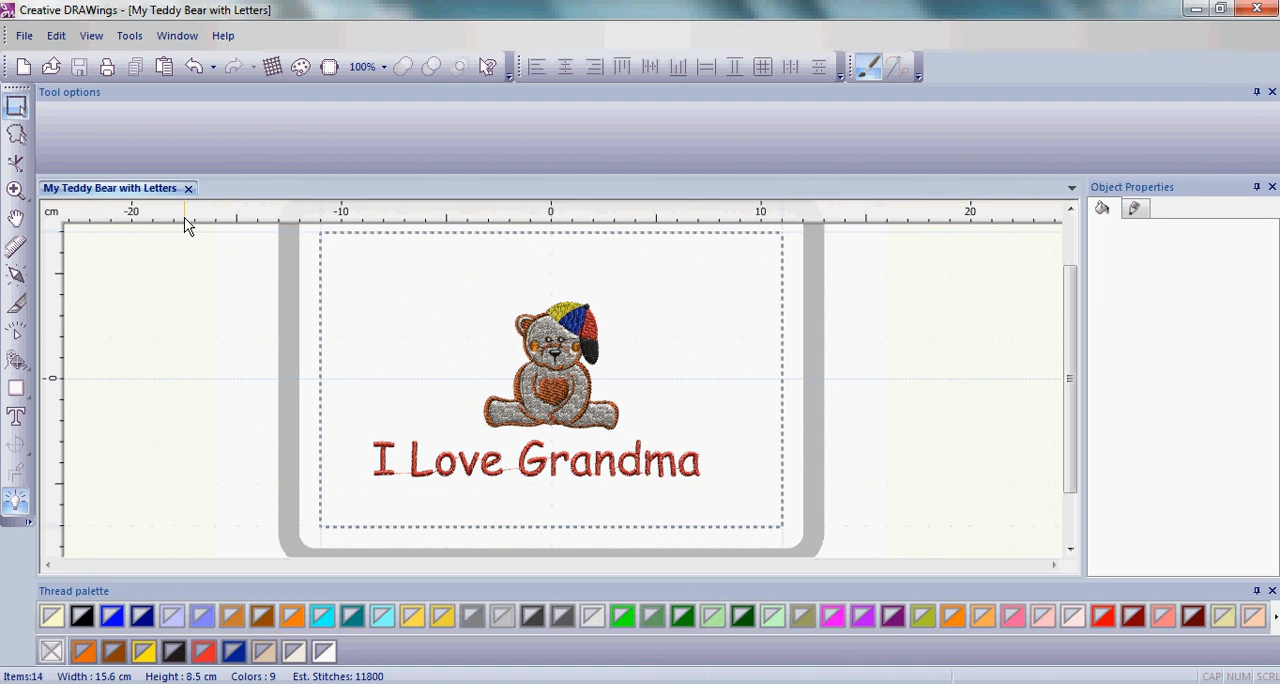 Creative DRAWings - [My Teddy Bear with Letters]
File Edit View Tools Window Help
100%
Tool options
My Teddy Bear with Letters
Object Properties
cm -20 -10 0 10 20
0
I Love Grandma
Thread palette
Items:14 Width : 15.6 cm Height : 8.5 cm Colors : 9 Est. Stitches: 11800 CAP NUM SCRL